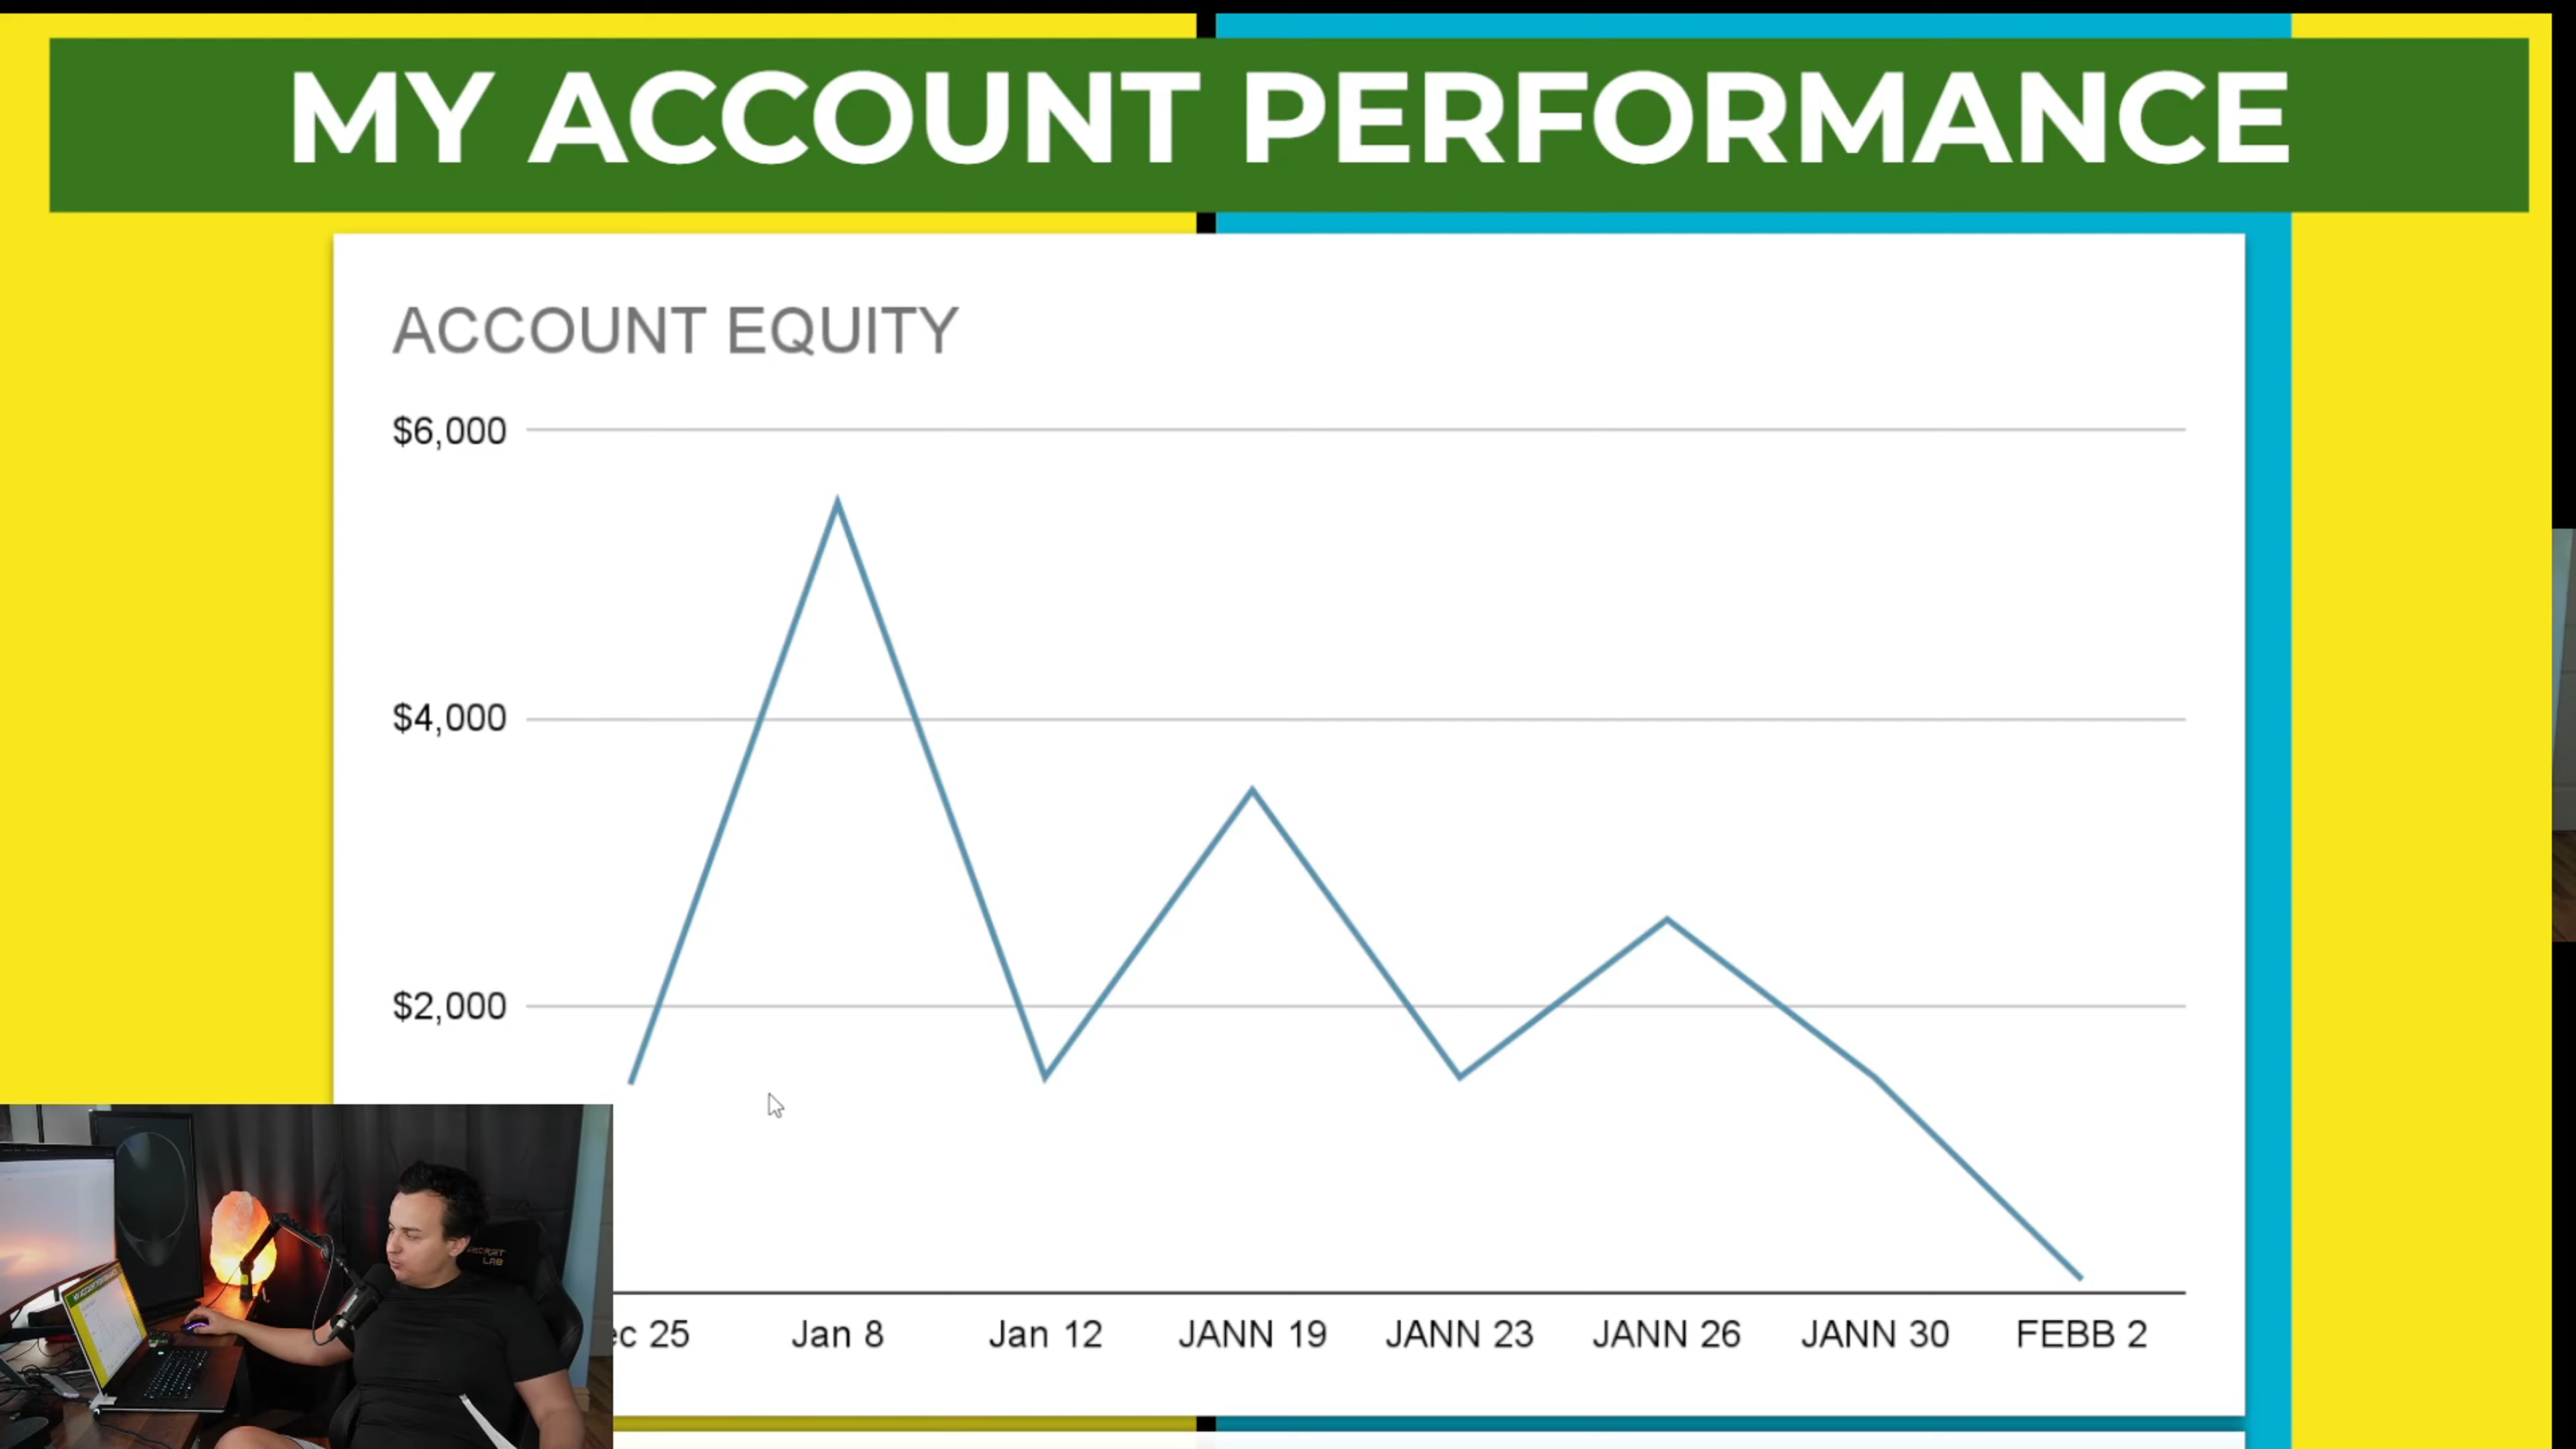 MY ACCOUNT PERFORMANCE
ACCOUNT EQUITY
$6,000
$4,000
$2,000
ec 25 Jan 8 Jan 12 JANN 19 JANN 23 JANN 26 JANN 30 FEBB 2
LAB